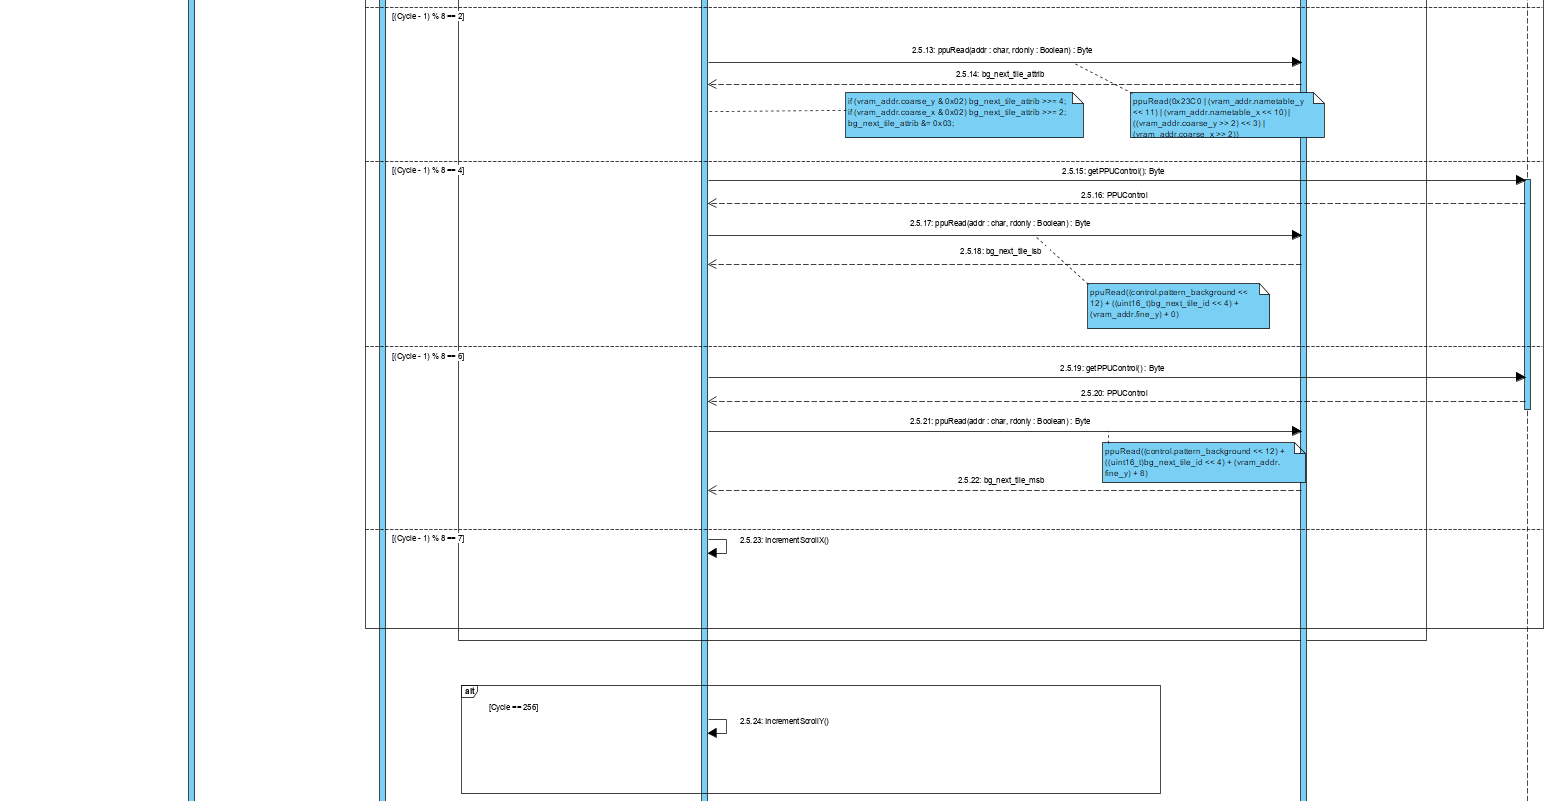 [(Cycle - 1) % 8 == 2]
2.5.13: ppuRead(addr : char, rdonly : Boolean) : Byte
2.5.14: bg_next_tile_attrib
if (vram_addr.coarse_y & 0x02) bg_next_tile_attrib >>= 4;
if (vram_addr.coarse_x & 0x02) bg_next_tile_attrib >>= 2;
bg_next_tile_attrib &= 0x03;
ppuRead(0x23C0 | (vram_addr.nametable_y
<< 11) | (vram_addr.nametable_x << 10) |
((vram_addr.coarse_y >> 2) << 3) |
(vram_addr.coarse_x >> 2))
[(Cycle - 1) % 8 == 4]
2.5.15: getPPUControl(): Byte
2.5.16: PPUControl
2.5.17: ppuRead(addr : char, rdonly : Boolean) : Byte
2.5.18: bg_next_tile_lsb
ppuRead((control.pattern_background <<
12) + ((uint16_t)bg_next_tile_id << 4) +
(vram_addr.fine_y) + 0)
[(Cycle - 1) % 8 == 6]
2.5.19: getPPUControl() : Byte
2.5.20: PPUControl
2.5.21: ppuRead(addr : char, rdonly : Boolean) : Byte
ppuRead((control.pattern_background << 12) +
((uint16_t)bg_next_tile_id << 4) + (vram_addr.
fine_y) + 8)
2.5.22: bg_next_tile_msb
[(Cycle - 1) % 8 == 7]
2.5.23: IncrementScrollX()
alt
[Cycle == 256]
2.5.24: IncrementScrollY()